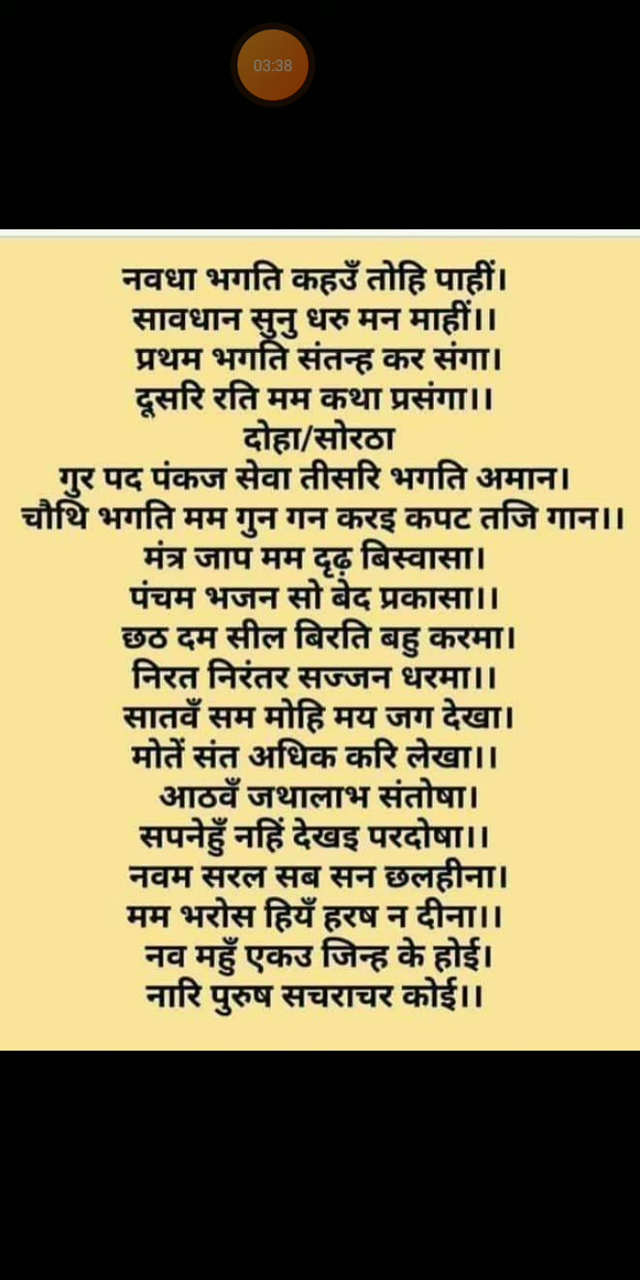 03:38
नवधा भगति कहउँ तोहि पाहीं।
सावधान सुनु धरु मन माहीं।।
प्रथम भगति संतन्ह कर संगा।
दूसरि रति मम कथा प्रसंगा।।
दोहा/सोरठा
गुर पद पंकज सेवा तीसरि भगति अमान।
चौथि भगति मम गुन गन करइ कपट तजि गान।।
मंत्र जाप मम दृढ़ बिस्वासा।
पंचम भजन सो बेद प्रकासा।।
छठ दम सील बिरति बहु करमा।
निरत निरंतर सज्जन धरमा।।
सातवँ सम मोहि मय जग देखा।
मोतें संत अधिक करि लेखा।।
आठवँ जथालाभ संतोषा।
सपनेहुँ नहिं देखइ परदोषा।।
नवम सरल सब सन छलहीना।
मम भरोस हियँ हरष न दीना।।
नव महुँ एकउ जिन्ह के होई।
नारि पुरुष सचराचर कोई।।